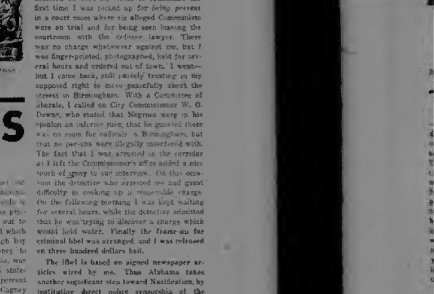 first time I was picked up for being present
in a court room where six alleged Communists
were on trial and for being seen leaving the
courtroom with the defense lawyer. There
was no charge whatsoever against me, but I
was finger-printed, photographed, held for sev-
eral hours and ordered out of town. I went—
but I came back, still naively trusting in my
supposed right to move peacefully about the
streets in Birmingham. With a Committee of
liberals, I called on City Commissioner W. O.
Downs, who stated that Negroes were in his
opinion an inferior race; that he guessed there
was no room for radicals in Birmingham, but
that no persons were illegally interfered with.
The fact that I was arrested in the corridor
as I left the Commissioner's office added a nice
touch of irony to our interview. On this occa-
sion the detective who arrested me had great
difficulty in cooking up a reasonable charge.
On the following morning I was kept waiting
for several hours, while the detective admitted
that he was trying to discover a charge which
would hold water. Finally the frame-up for
criminal libel was arranged, and I was released
on three hundred dollars bail.
The libel is based on signed newspaper ar-
ticles wired by me. Thus Alabama takes
another significant step toward Nazification, by
instituting direct police censorship of the
S
out to
which
big
was
state-
percent
Cagney